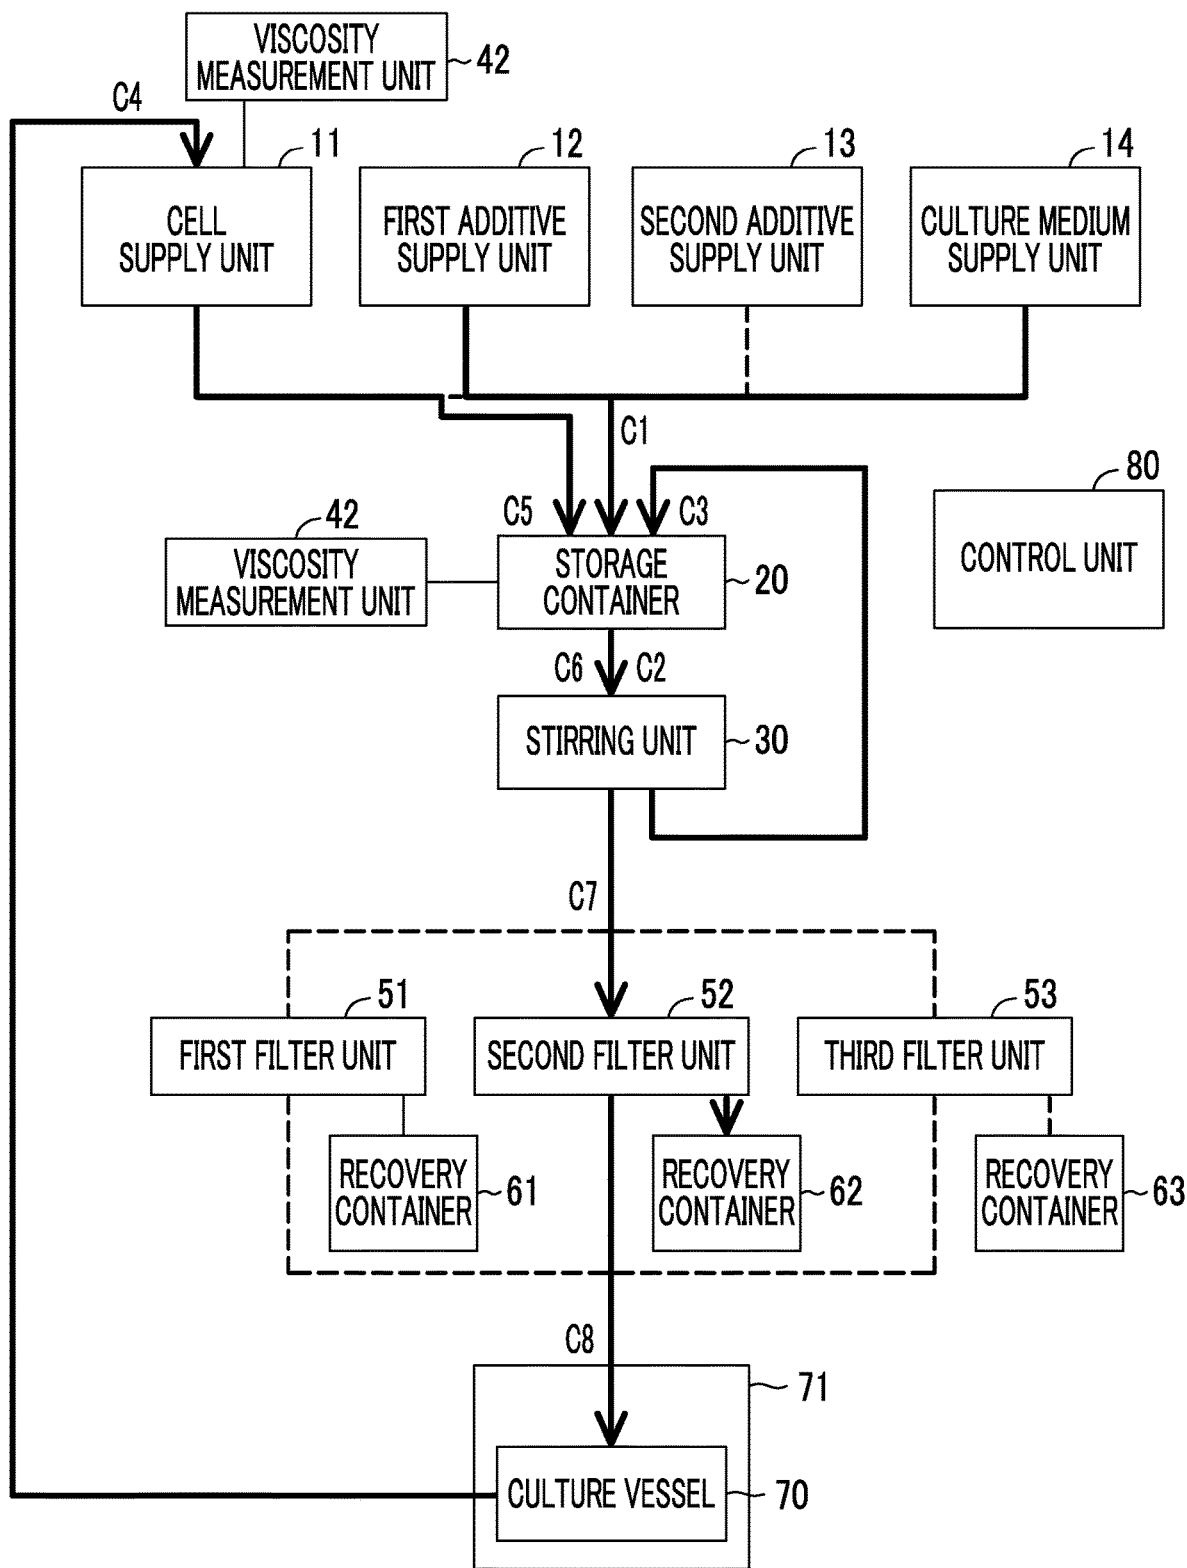 VISCOSITY
MEASUREMENT UNIT
42
C4
11
12
13
14
CELL
SUPPLY UNIT
FIRST ADDITIVE
SUPPLY UNIT
SECOND ADDITIVE
SUPPLY UNIT
CULTURE MEDIUM
SUPPLY UNIT
C1
C5
C3
80
42
VISCOSITY
MEASUREMENT UNIT
STORAGE
CONTAINER
20
CONTROL UNIT
C6
C2
STIRRING UNIT
30
C7
51
52
53
FIRST FILTER UNIT
SECOND FILTER UNIT
THIRD FILTER UNIT
RECOVERY
CONTAINER
61
RECOVERY
CONTAINER
62
RECOVERY
CONTAINER
63
C8
71
CULTURE VESSEL
70